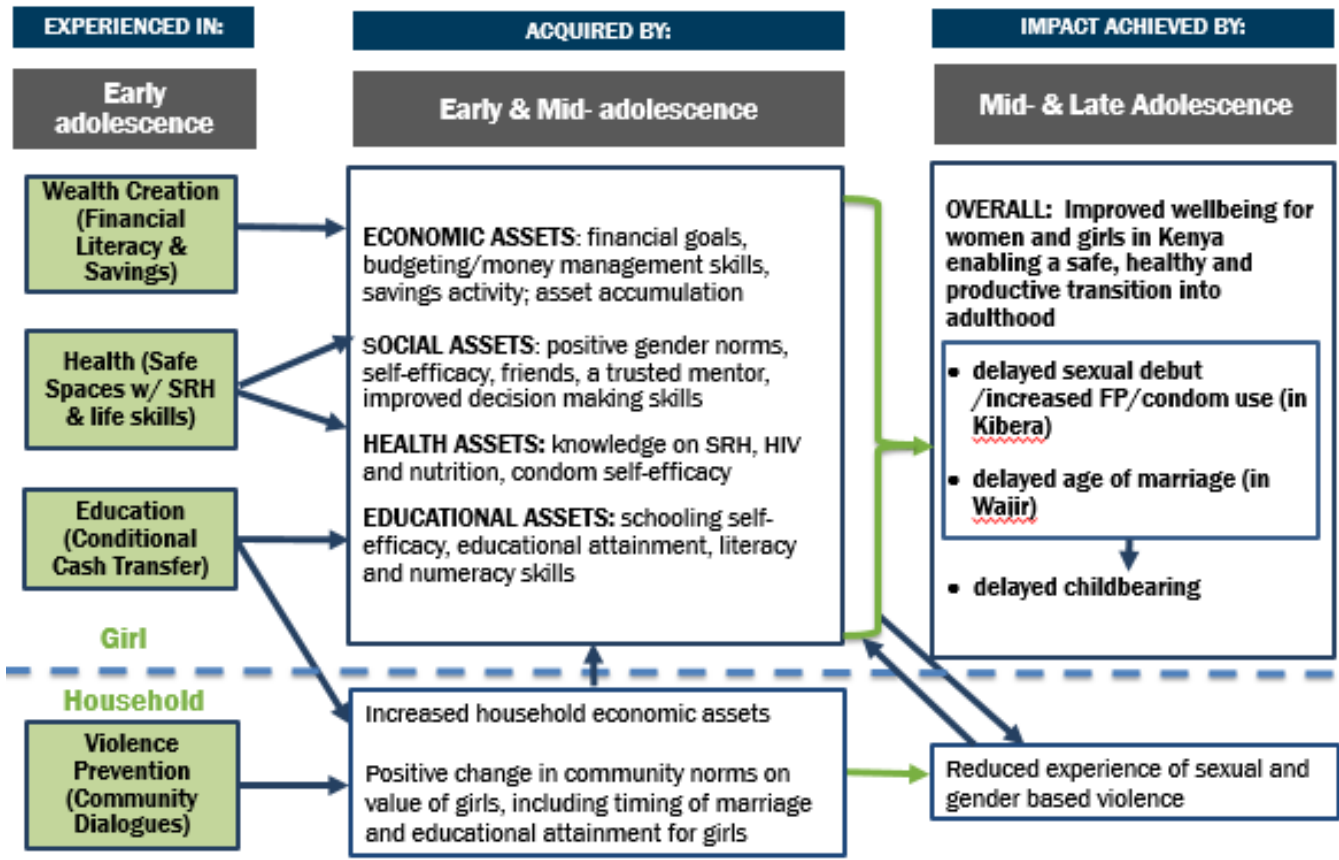 EXPERIENCED IN:
ACQUIRED BY:
IMPACT ACHIEVED BY:
Early
adolescence
Early & Mid- adolescence
Mid- & Late Adolescence
Wealth Creation
(Financial
Literacy &
Savings)
Health (Safe
Spaces w/ SRH
& life skills)
Education
(Conditional
Cash Transfer)
Girl
ECONOMIC ASSETS: financial goals,
budgeting/money management skills,
savings activity; asset accumulation
SOCIAL ASSETS: positive gender norms,
self-efficacy, friends, a trusted mentor,
improved decision making skills
HEALTH ASSETS: knowledge on SRH, HIV
and nutrition, condom self-efficacy
EDUCATIONAL ASSETS: schooling self-
efficacy, educational attainment, literacy
and numeracy skills
OVERALL: Improved wellbeing for
women and girls in Kenya
enabling a safe, healthy and
productive transition into
adulthood
• delayed sexual debut
/increased FP/condom use (in
Kibera)
• delayed age of marriage (in
Wajir)
• delayed childbearing
Household
Violence
Prevention
(Community
Dialogues)
Increased household economic assets
Positive change in community norms on
value of girls, including timing of marriage
and educational attainment for girls
Reduced experience of sexual and
gender based violence